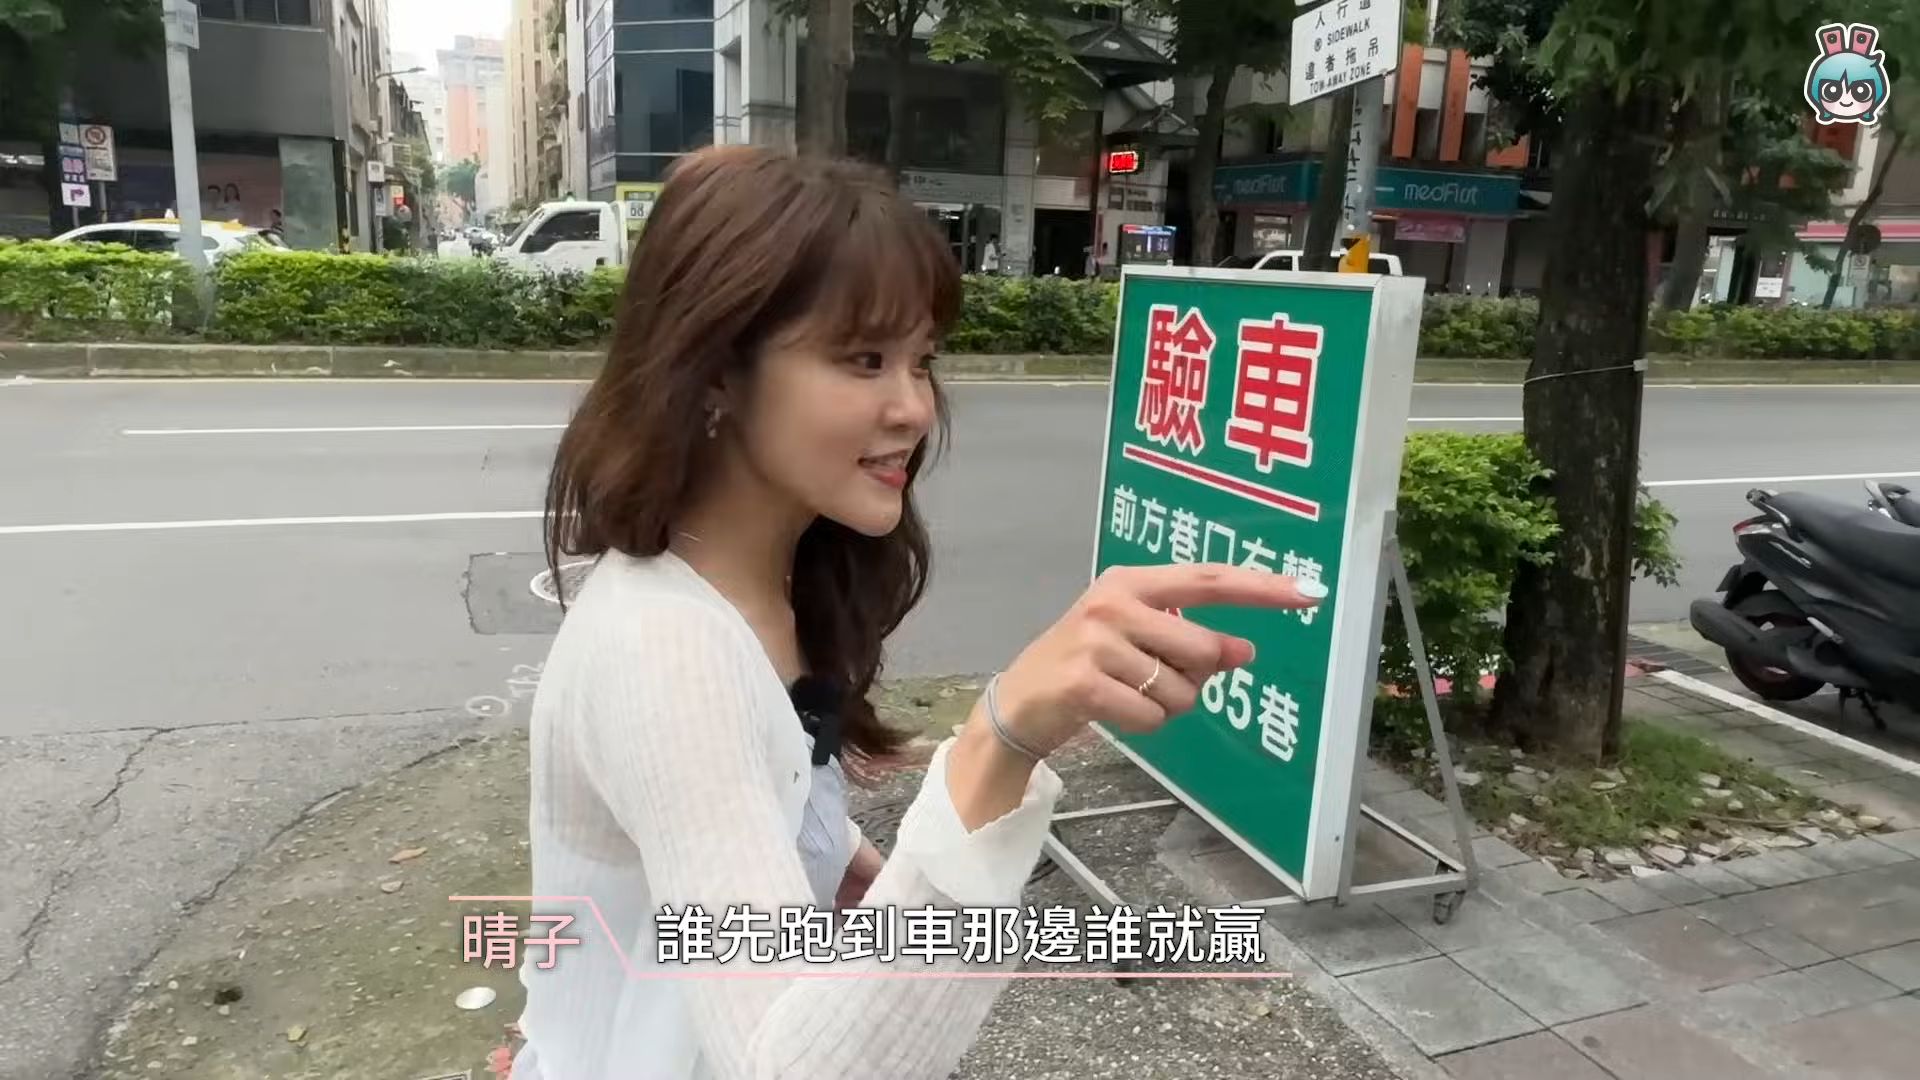 人行道
SIDEWALK
違者拖吊
TOW-AWAY ZONE
medFirst
medFirst
68
驗車
前方巷口右轉
85巷
晴子
誰先跑到車那邊誰就贏